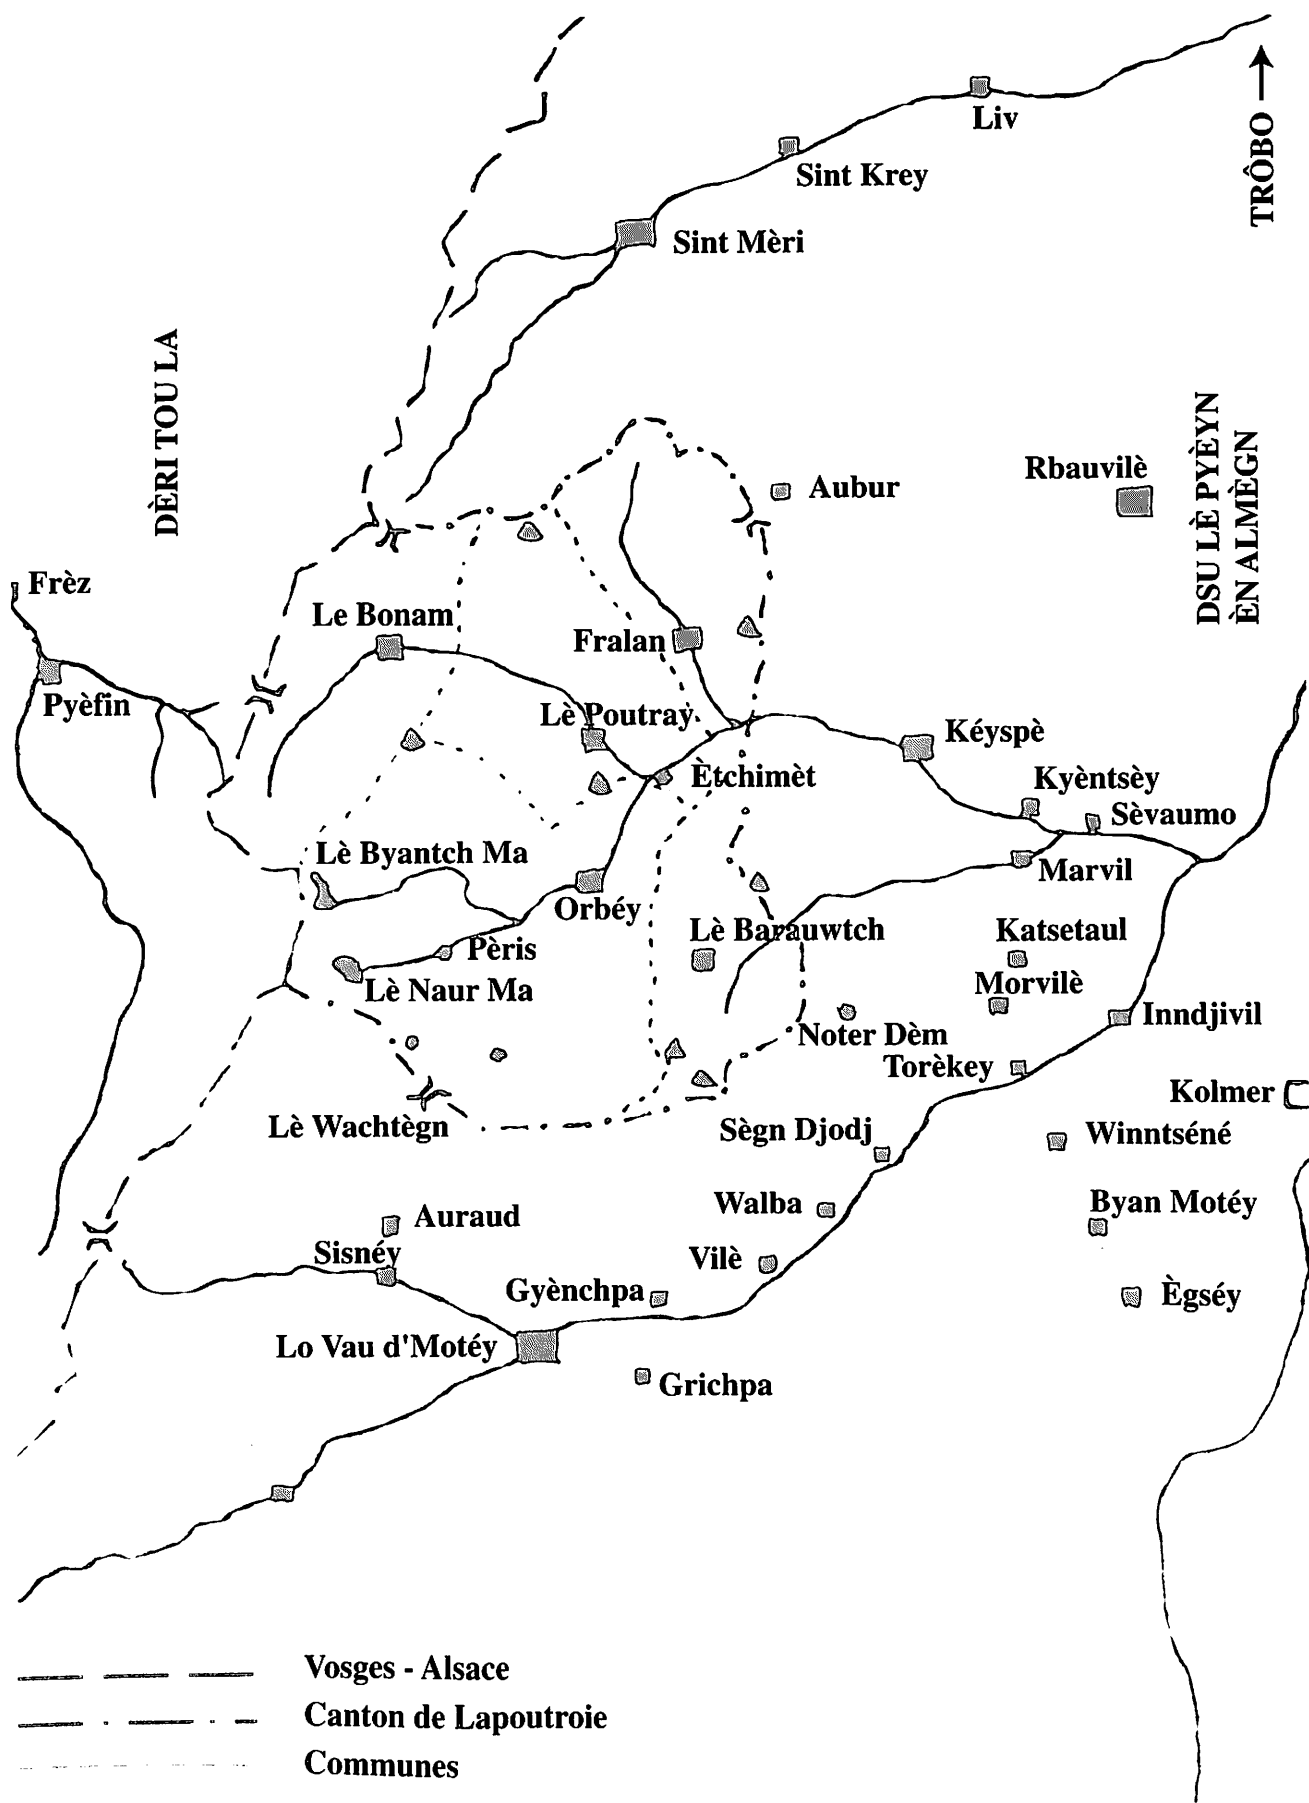 Liv
TRÔBO
Sint Krey
Sint Mèri
DÈRI TOU LA
Rbauvilè
Aubur
DSU LÈ PYÈYN
ÈN ALMÈGN
Frèz
Le Bonam
Fralan
Pyèfin
Lè Poutray
Kéyspè
Ètchimèt
Kyèntsèy
Sèvaumo
Lè Byantch Ma
Marvil
Orbéy
Lè Barauwtch
Katsetaul
Pèris
Lè Naur Ma
Morvilè
Inndjivil
Noter Dèm
Torèkey
Kolmer
Lè Wachtègn
Sègn Djodj
Winntséné
Walba
Byan Motéy
Auraud
Sisnéy
Vilè
Gyènchpa
Ègséy
Lo Vau d'Motéy
Grichpa
Vosges - Alsace
Canton de Lapoutroie
Communes